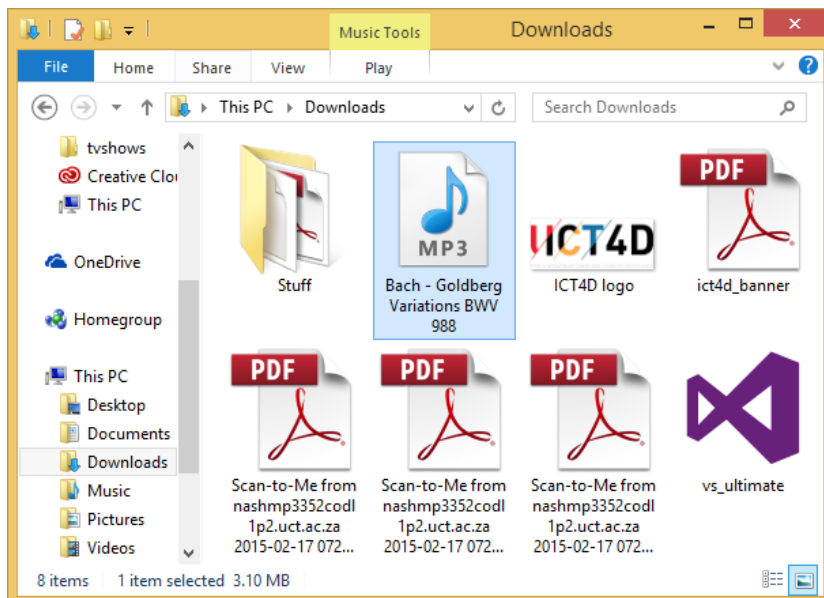 Music Tools
Downloads
File
Home
Share
View
Play
This PC
Downloads
Search Downloads
tvshows
Creative Clou
This PC
OneDrive
Homegroup
This PC
Desktop
Documents
Downloads
Music
Pictures
Videos
Stuff
MP3
Bach - Goldberg
Variations BWV
988
ICT4D
ICT4D logo
PDF
ict4d_banner
PDF
Scan-to-Me from
nashmp3352codl
1p2.uct.ac.za
2015-02-17 072...
PDF
Scan-to-Me from
nashmp3352codl
1p2.uct.ac.za
2015-02-17 072...
PDF
Scan-to-Me from
nashmp3352codl
1p2.uct.ac.za
2015-02-17 072...
vs_ultimate
8 items
1 item selected 3.10 MB